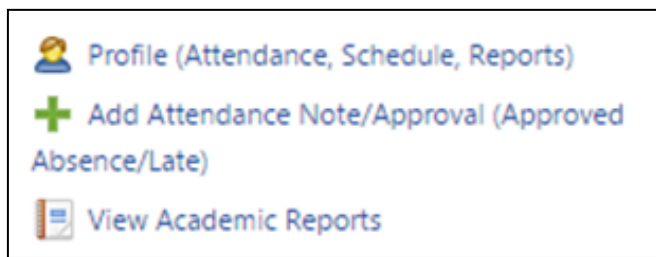 Profile (Attendance, Schedule, Reports)
Add Attendance Note/Approval (Approved
Absence/Late)
View Academic Reports